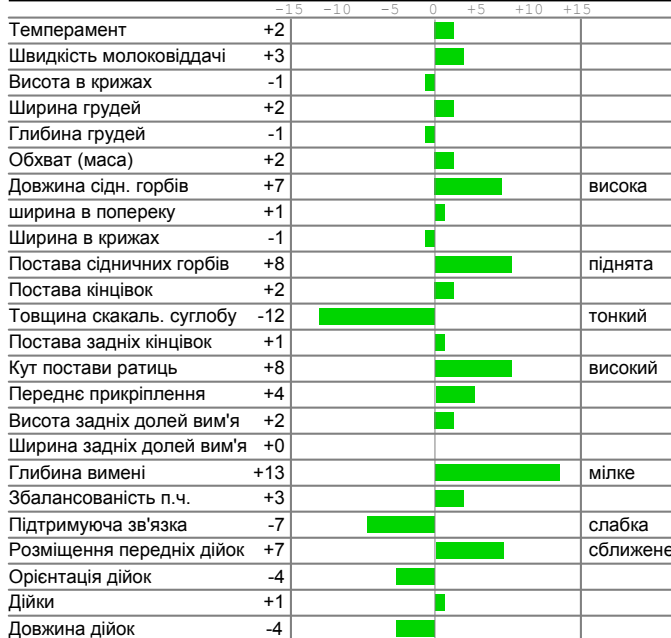 -15 -10 -5 0 +5 +10 +15
Темперамент +2
Швидкість молоковіддачі +3
Висота в крижах -1
Ширина грудей +2
Глибина грудей -1
Обхват (маса) +2
Довжина сідн. горбів +7 висока
ширина в попереку +1
Ширина в крижах -1
Постава сідничних горбів +8 піднята
Постава кінцівок +2
Товщина скакаль. суглобу -12 тонкий
Постава задніх кінцівок +1
Кут постави ратиць +8 високий
Переднє прикріплення +4
Висота задніх долей вим'я +2
Ширина задніх долей вим'я +0
Глибина вимені +13 мілке
Збалансованість п.ч. +3
Підтримуюча зв'язка -7 слабка
Розміщення передніх дійок +7 сближене
Орієнтація дійок -4
Дійки +1
Довжина дійок -4